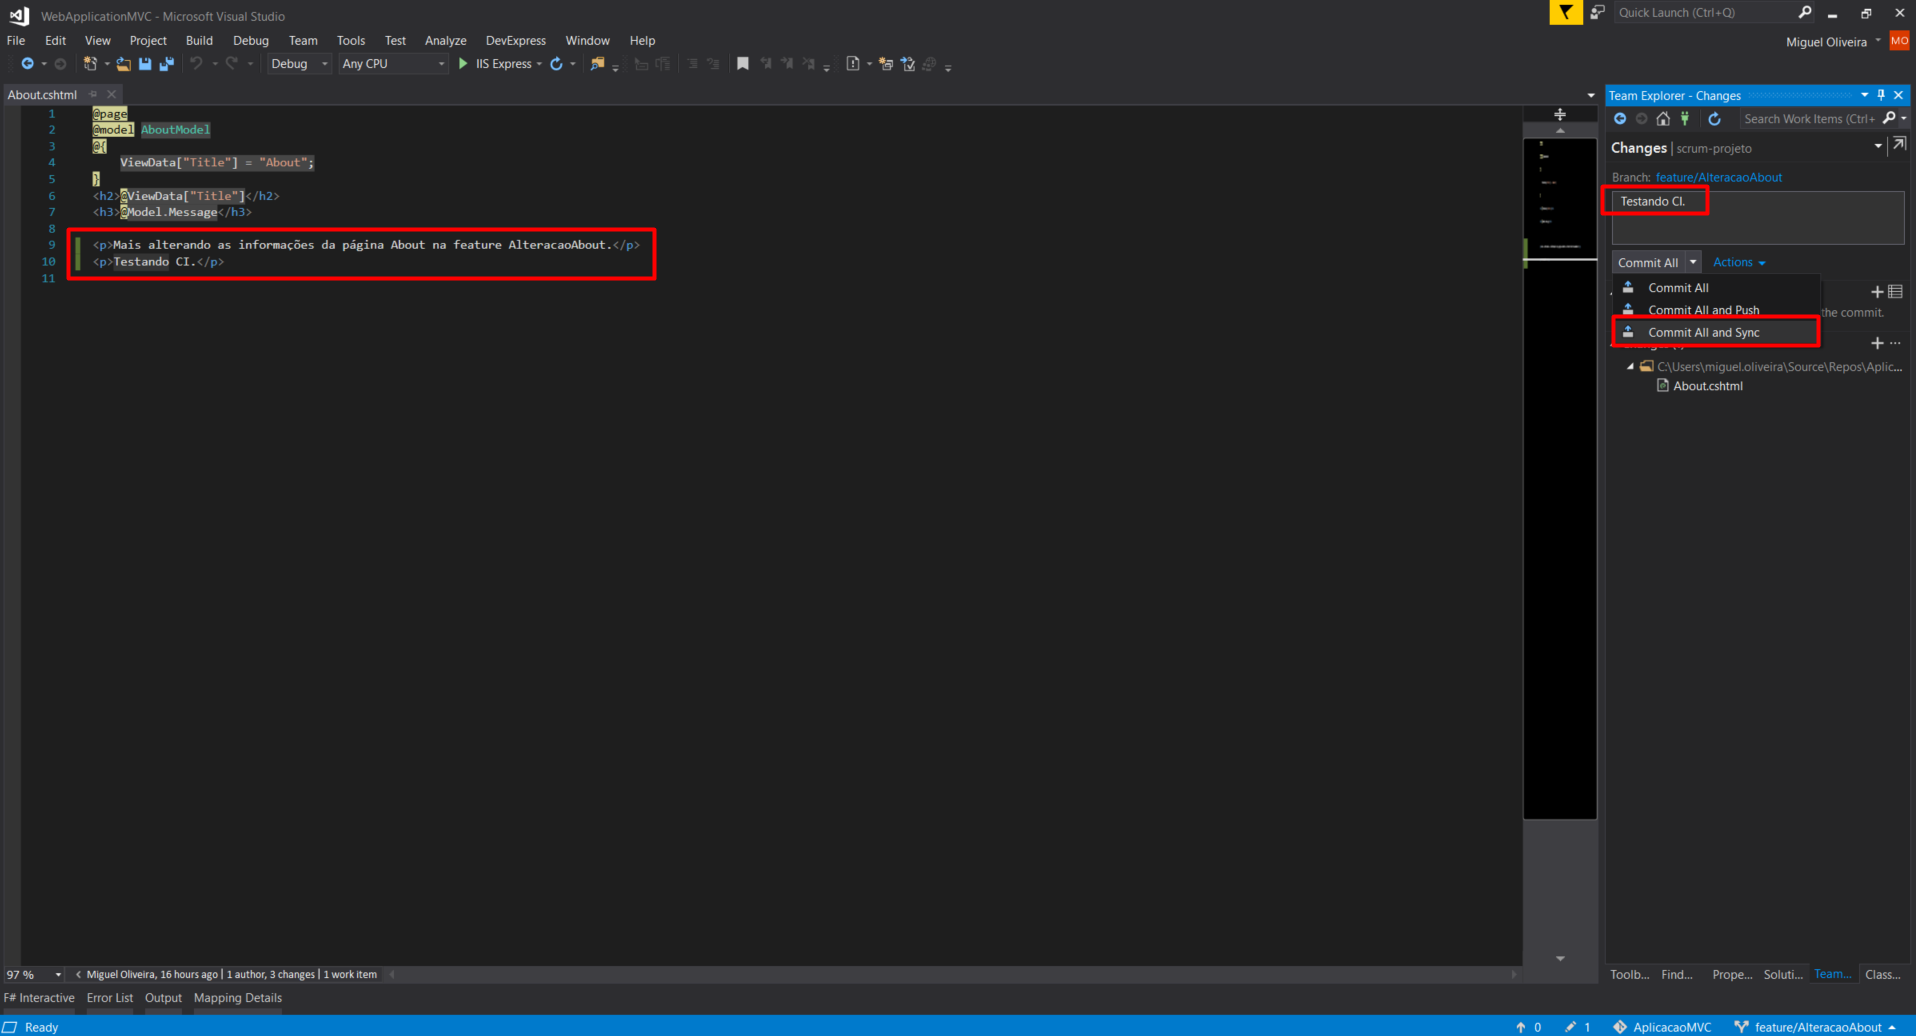 WebApplicationMVC - Microsoft Visual Studio
Quick Launch (Ctrl+Q)
File Edit View Project Build Debug Team Tools Test Analyze DevExpress Window Help
Miguel Oliveira MO
Debug Any CPU IIS Express
About.cshtml
1 @page
2 @model AboutModel
3 @{
4 ViewData["Title"] = "About";
5 }
6 <h2>@ViewData["Title"]</h2>
7 <h3>@Model.Message</h3>
8
9 <p>Mais alterando as informações da página About na feature AlteracaoAbout.</p>
10 <p>Testando CI.</p>
11
Team Explorer - Changes
Search Work Items (Ctrl+
Changes | scrum-projeto
Branch: feature/AlteracaoAbout
Testando CI.
Commit All Actions
Commit All
Commit All and Push
the commit.
Commit All and Sync
C:\Users\miguel.oliveira\Source\Repos\Aplic...
About.cshtml
97 % Miguel Oliveira, 16 hours ago | 1 author, 3 changes | 1 work item
Toolb... Find... Prope... Soluti... Team... Class...
F# Interactive Error List Output Mapping Details
Ready
0 1 AplicacaoMVC feature/AlteracaoAbout